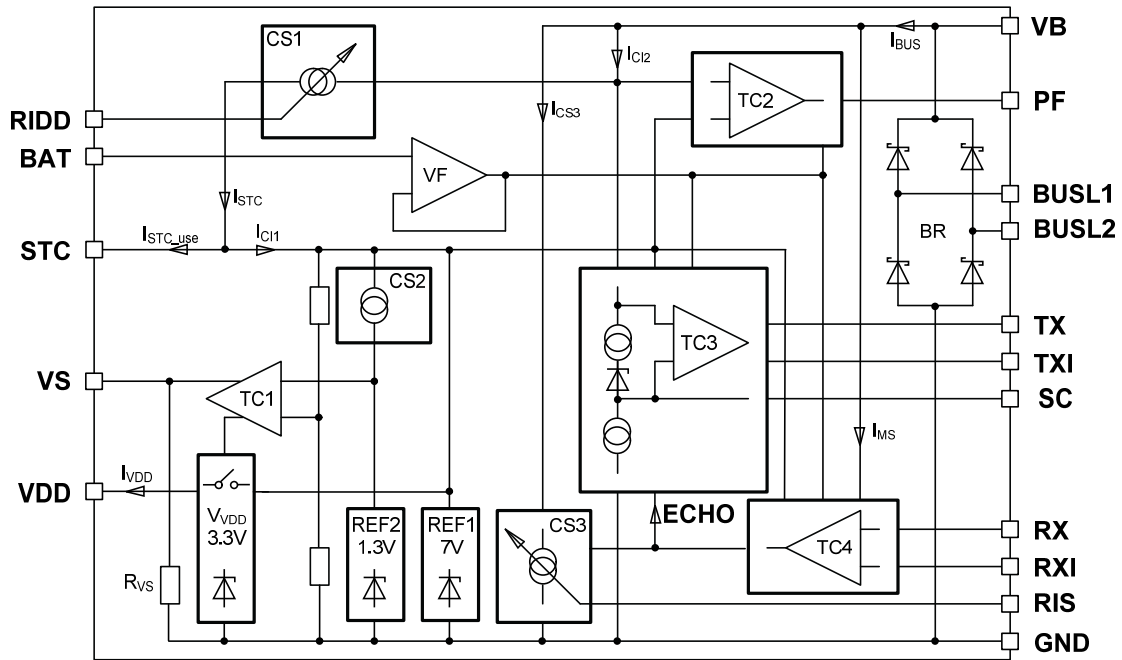 CS1
I_BUS
VB
I_CI2
TC2
PF
I_CS3
RIDD
BAT
VF
I_STC
BUSL1
BR
BUSL2
I_STC_use
I_CI1
STC
CS2
TC3
TX
TXI
SC
VS
TC1
I_MS
I_VDD
VDD
V_VDD
3.3V
REF2
1.3V
REF1
7V
CS3
ECHO
TC4
RX
RXI
R_VS
RIS
GND